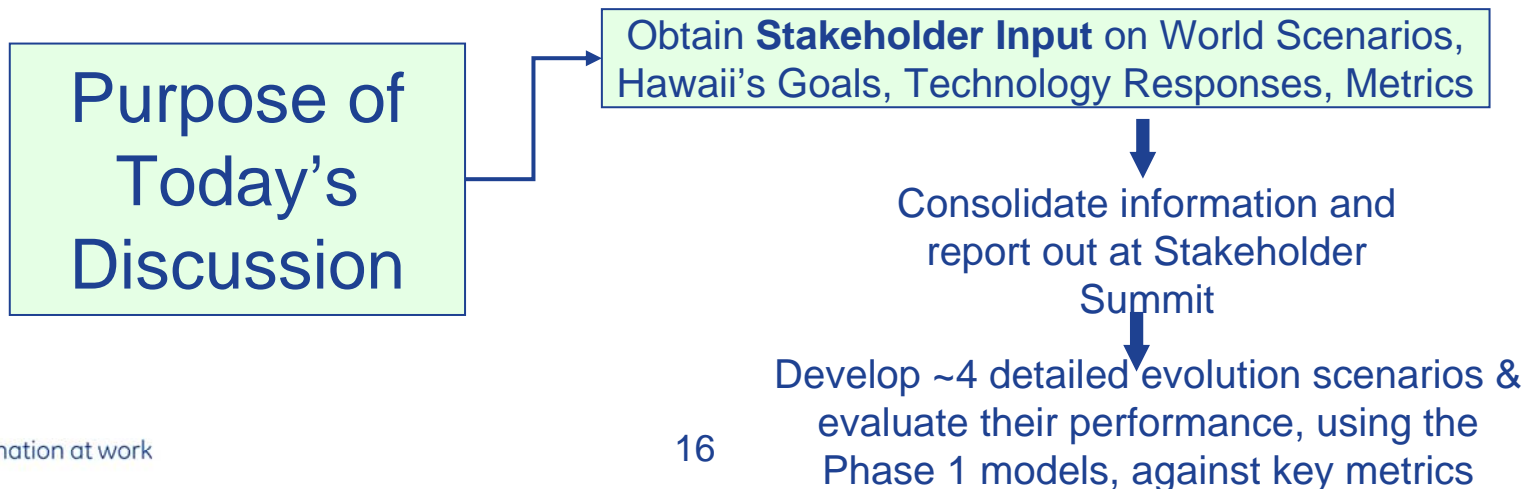 Purpose of
Today's
Discussion
Obtain Stakeholder Input on World Scenarios,
Hawaii's Goals, Technology Responses, Metrics
Consolidate information and
report out at Stakeholder
Summit
Develop ~4 detailed evolution scenarios &
evaluate their performance, using the
Phase 1 models, against key metrics
at work
16